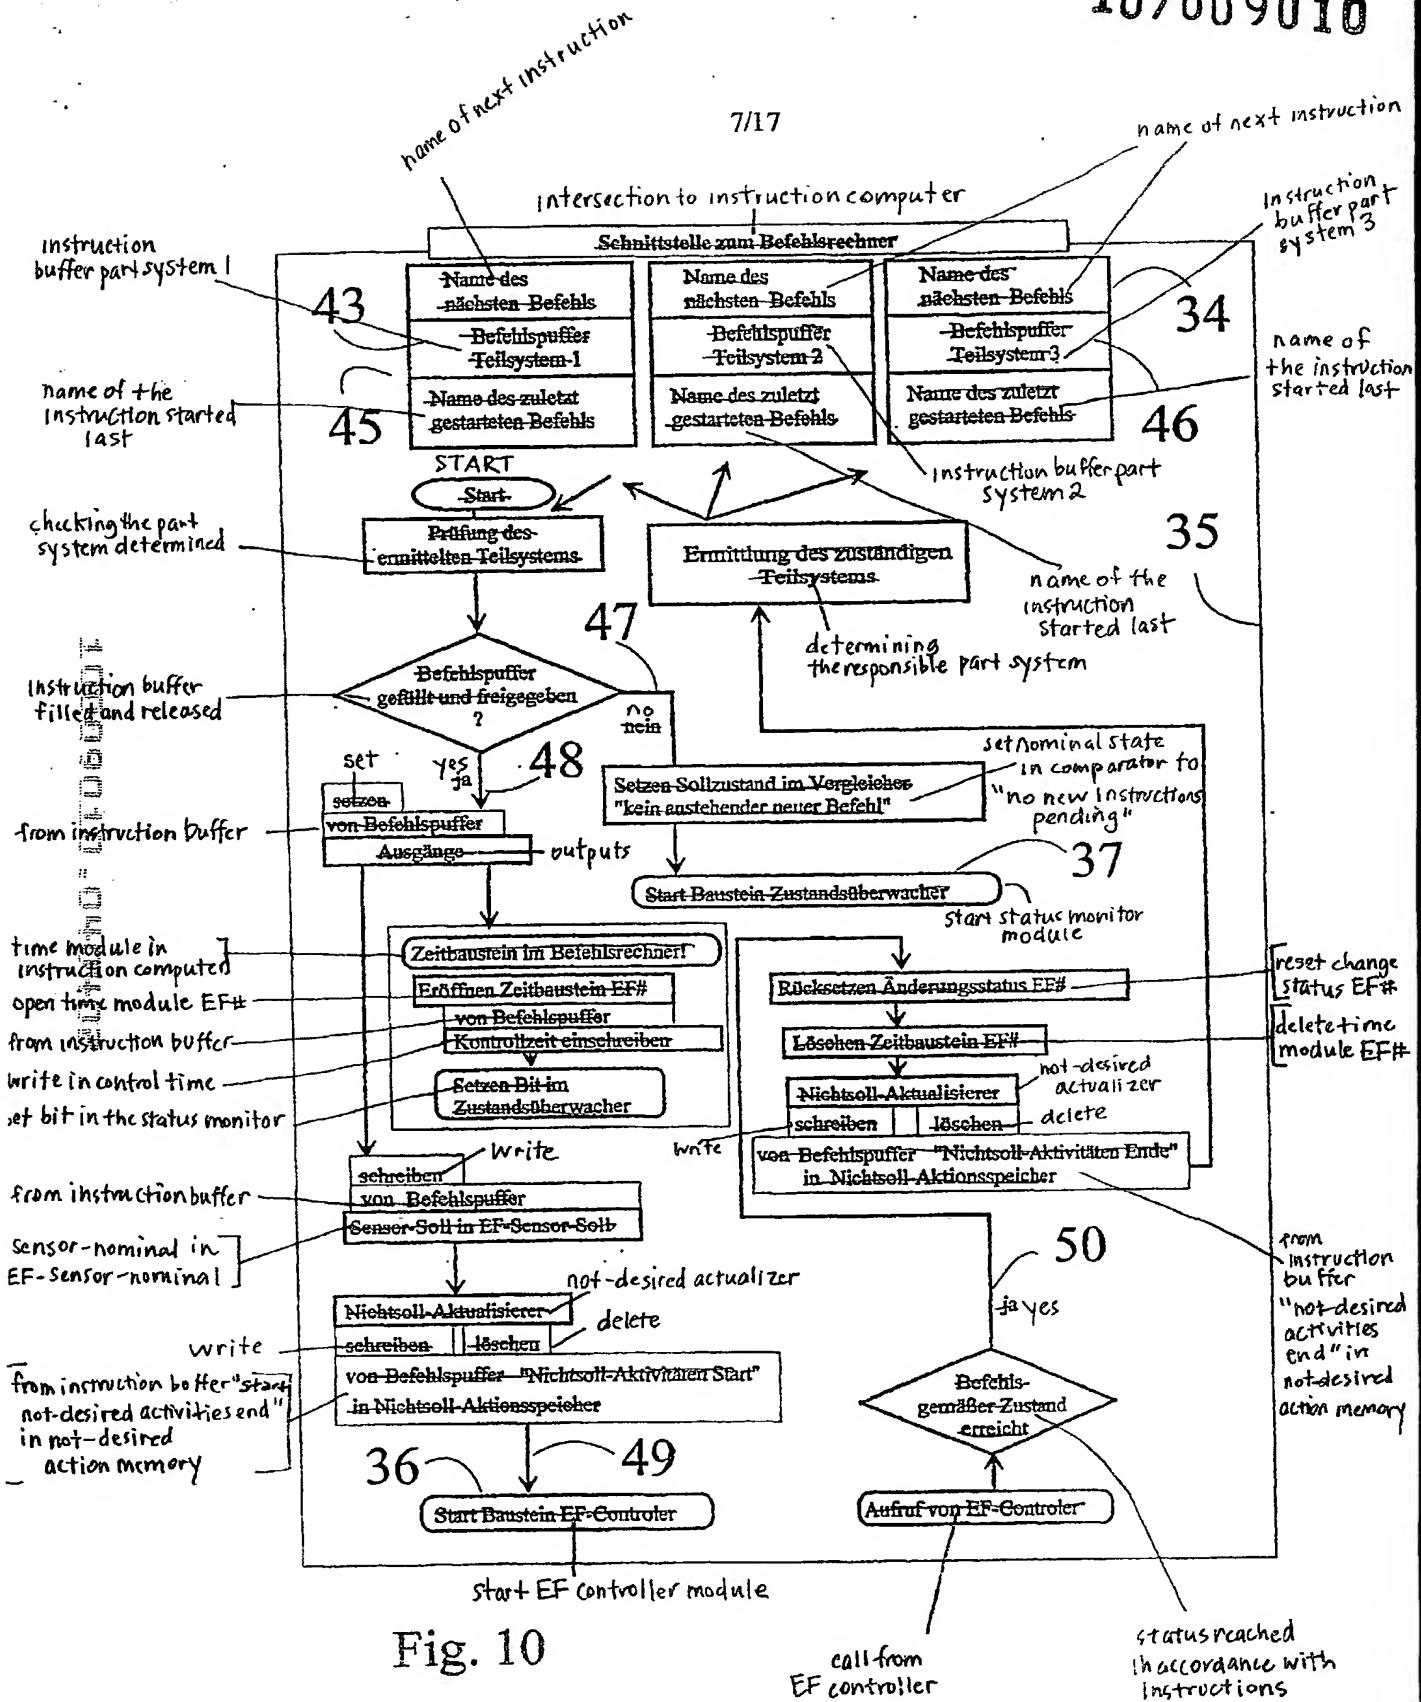 10/009010
name of next instruction
7/17
name of next instruction
intersection to instruction computer
instruction
buffer part
system 3
Schnittstelle zum Befehlsrechner
instruction
buffer part system 1
Name des
nächsten Befehls
Name des
nächsten Befehls
Name des
nächsten Befehls
43
34
Befehlspuffer
Teilsystem 1
Befehlspuffer
Teilsystem 2
Befehlspuffer
Teilsystem 3
name of
the instruction
started last
name of the
instruction started
last
45
Name des zuletzt
gestarteten Befehls
Name des zuletzt
gestarteten Befehls
Name des zuletzt
gestarteten Befehls
46
START
Start
instruction buffer part
system 2
checking the part
system determined
Prüfung des
ermittelten Teilsystems
Ermittlung des zuständigen
Teilsystems
35
name of the
instruction
started last
47
determining
the responsible part system
Instruction buffer
filled and released
Befehlspuffer
gefüllt und freigegeben
?
no
nein
set
yes
ja
48
setzen
von Befehlspuffer
Ausgänge
from instruction buffer
outputs
Setzen Sollzustand im Vergleicher
"kein anstehender neuer Befehl"
set nominal state
in comparator to
"no new instructions
pending"
37
Start Baustein Zustandsüberwacher
start status monitor
module
time module in
instruction computer
Zeitbaustein im Befehlsrechner!
open time module EF#
Eröffnen Zeitbaustein EF#
from instruction buffer
von Befehlspuffer
write in control time
Kontrollzeit einschreiben
set bit in the status monitor
Setzen Bit im
Zustandsüberwacher
Rücksetzen Änderungsstatus EF#
reset change
status EF#
Löschen Zeitbaustein EF#
delete time
module EF#
Nichtsoll-Aktualisierer
not-desired
actualizer
schreiben
löschen
delete
write
von Befehlspuffer "Nichtsoll-Aktivitäten Ende"
in Nichtsoll-Aktionsspeicher
write
schreiben
from instruction buffer
von Befehlspuffer
Sensor-Soll in EF-Sensor-Soll
sensor-nominal in
EF-sensor-nominal
50
from
instruction
buffer
"not-desired
activities
end" in
not-desired
action memory
not-desired actualizer
Nichtsoll-Aktualisierer
delete
write
schreiben
löschen
ja yes
from instruction buffer "start
not-desired activities end"
in not-desired
action memory
von Befehlspuffer "Nichtsoll-Aktivitäten Start"
in Nichtsoll-Aktionsspeicher
Befehls-
gemäßer Zustand
erreicht
36
49
Start Baustein EF-Controler
Aufruf von EF-Controler
start EF controller module
Fig. 10
call from
EF controller
status reached
in accordance with
instructions